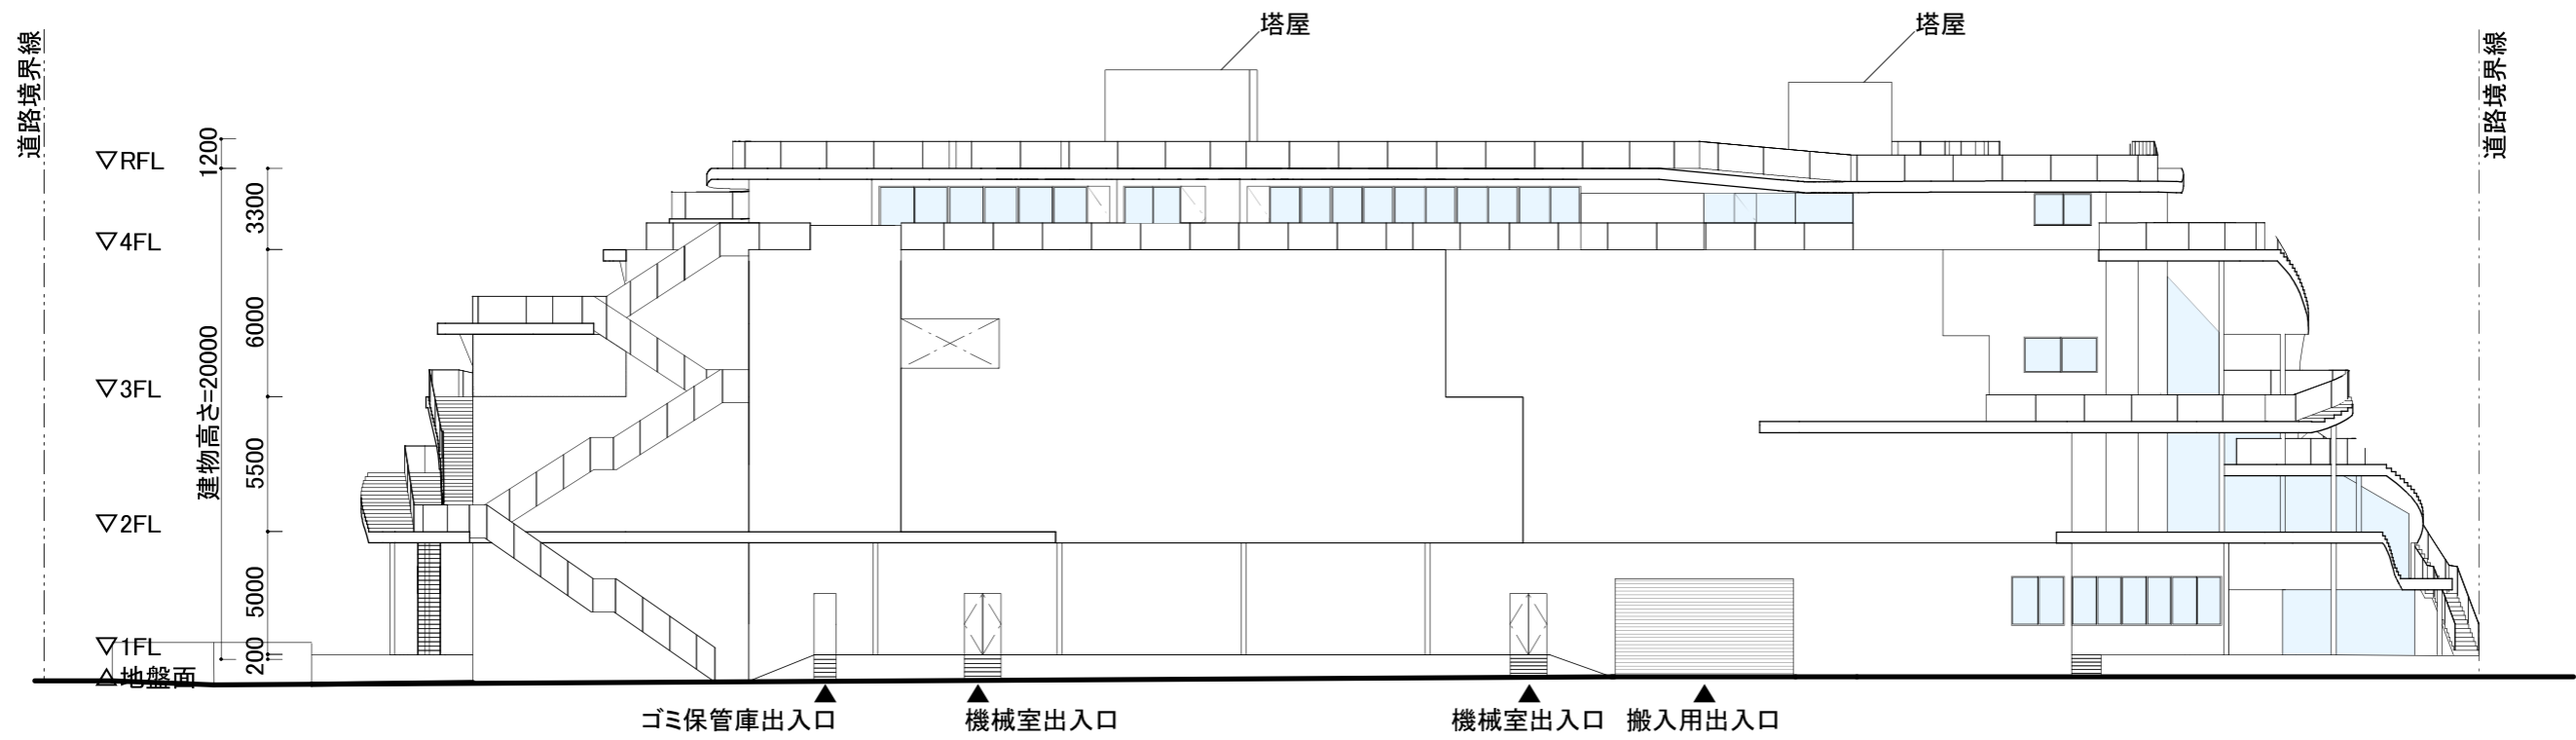 塔屋
塔屋
道路境界線
道路境界線
▽RFL
▽4FL
▽3FL
▽2FL
▽1FL
△地盤面
1200
建物高さ=20000
3300
6000
5500
5000
200
ゴミ保管庫出入口
機械室出入口
機械室出入口
搬入用出入口